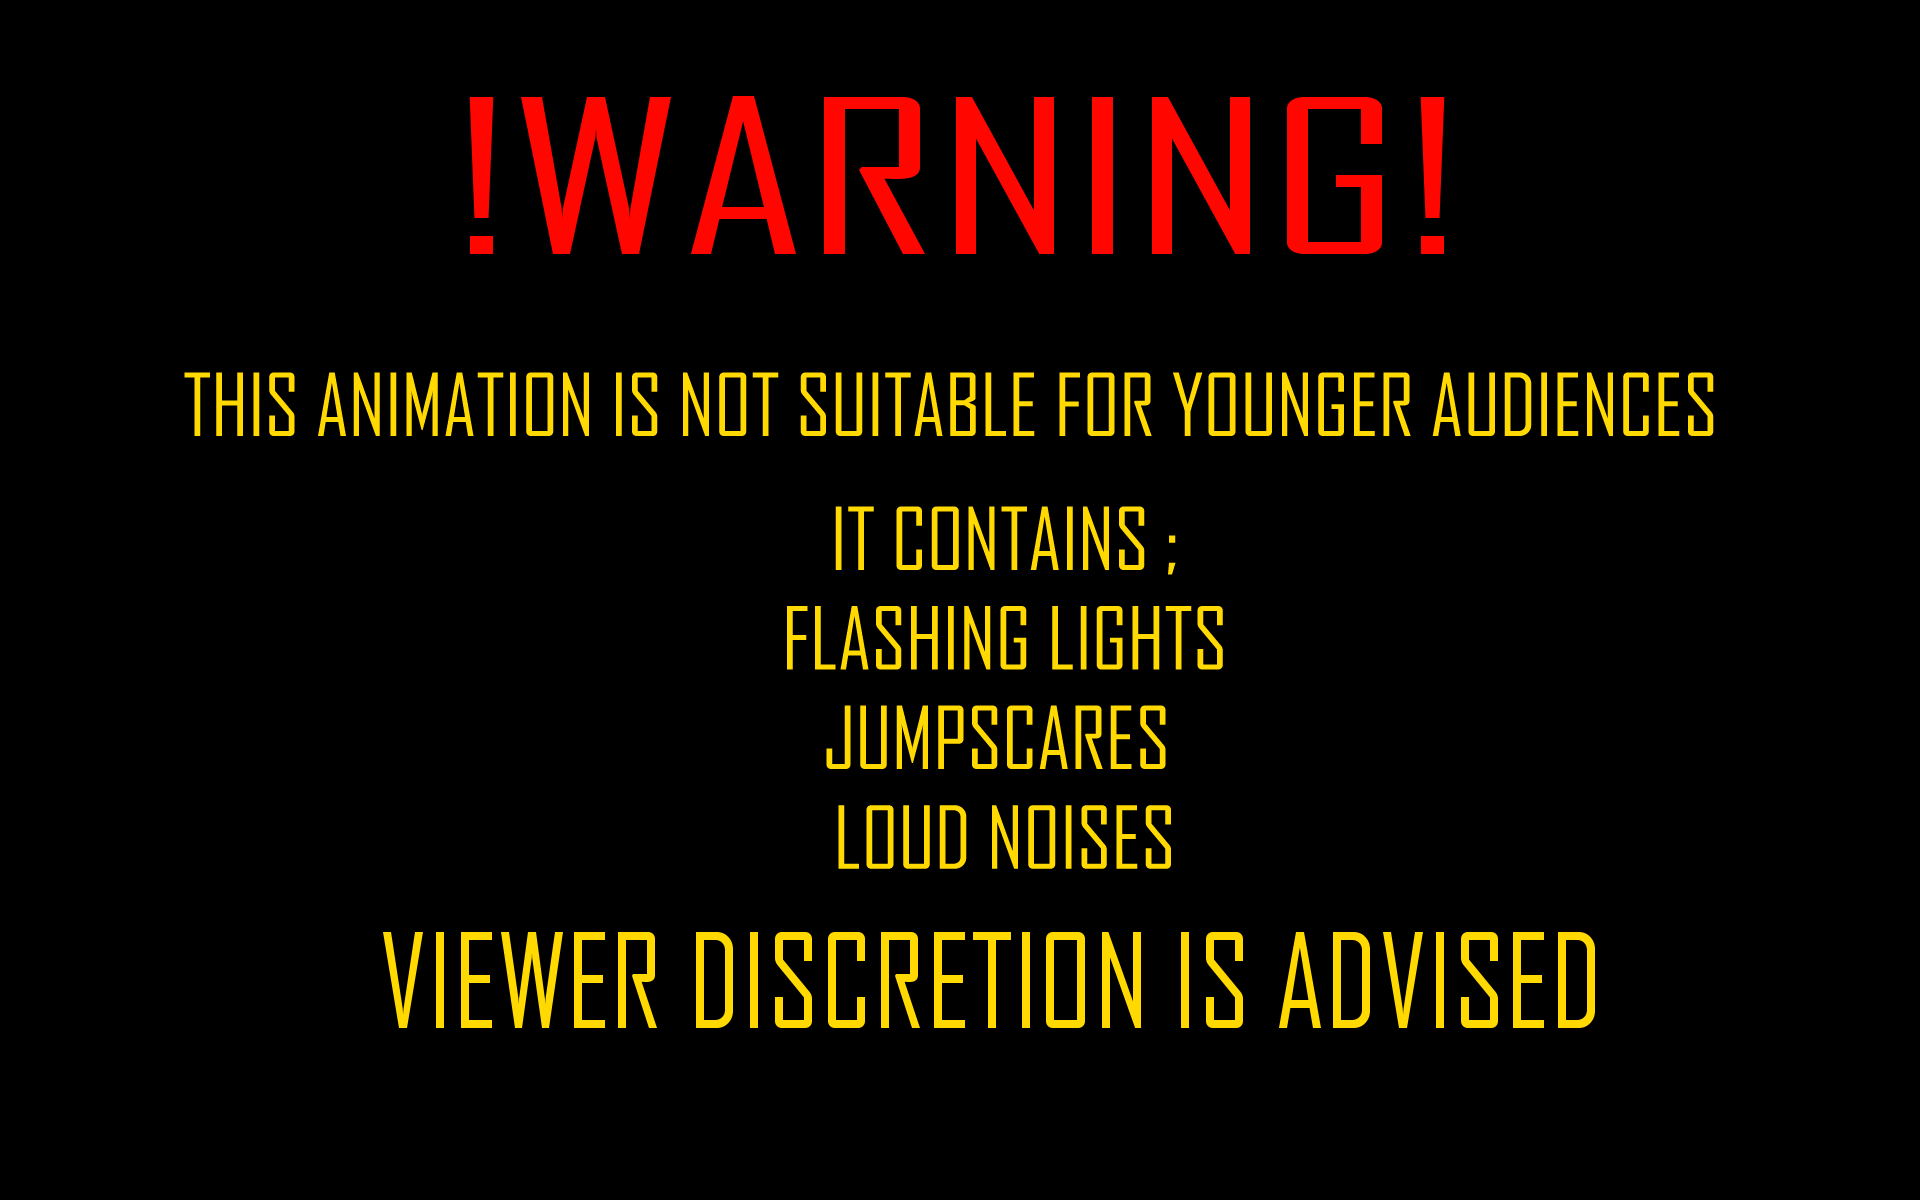 !WARNING!
THIS ANIMATION IS NOT SUITABLE FOR YOUNGER AUDIENCES
IT CONTAINS ;
FLASHING LIGHTS
JUMPSCARES
LOUD NOISES
VIEWER DISCRETION IS ADVISED